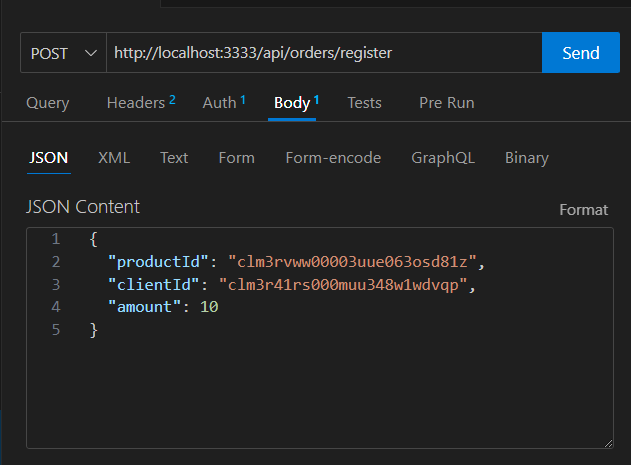 POST http://localhost:3333/api/orders/register Send
Query Headers 2 Auth 1 Body 1 Tests Pre Run
JSON XML Text Form Form-encode GraphQL Binary
JSON Content Format
1 {
2 "productId": "clm3rvww00003uue063osd81z",
3 "clientId": "clm3r41rs000muu348w1wdvqp",
4 "amount": 10
5 }